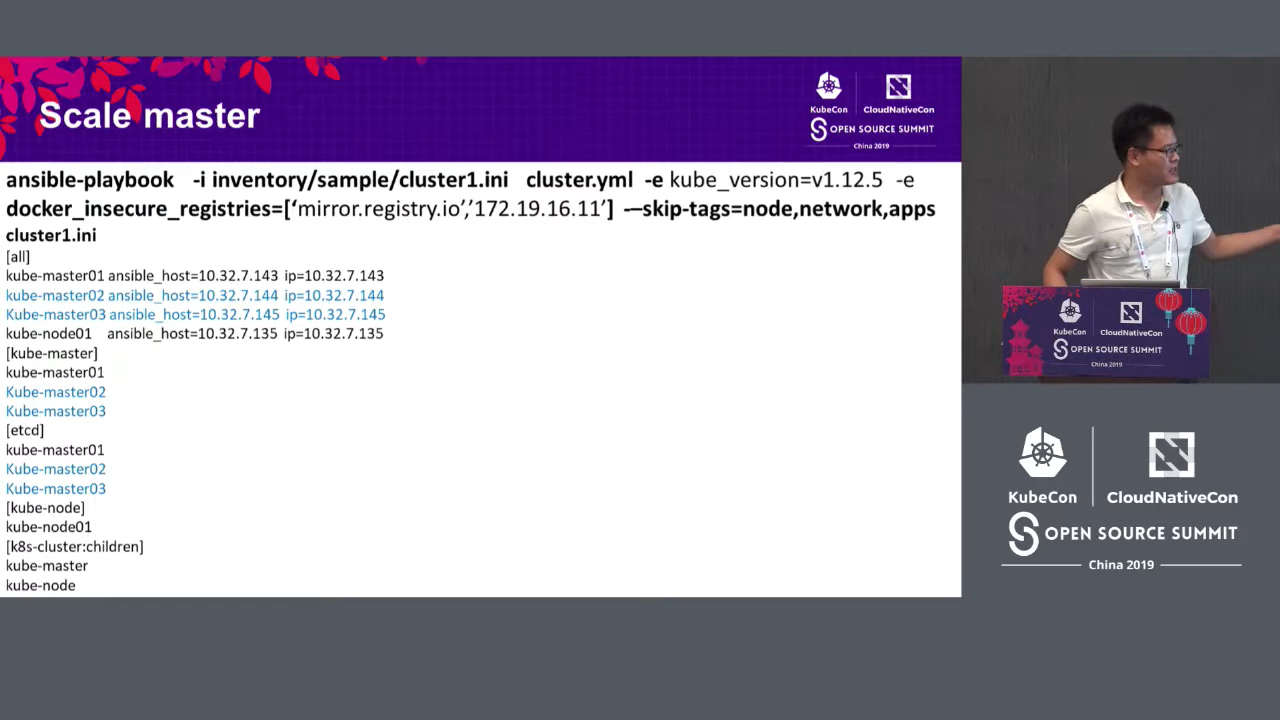 Scale master
KubeCon
CloudNativeCon
OPEN SOURCE SUMMIT
China 2019
ansible-playbook -i inventory/sample/cluster1.ini cluster.yml -e kube_version=v1.12.5 -e
docker_insecure_registries=[‘mirror.registry.io’,’172.19.16.11’] -–skip-tags=node,network,apps
cluster1.ini
[all]
kube-master01 ansible_host=10.32.7.143 ip=10.32.7.143
kube-master02 ansible_host=10.32.7.144 ip=10.32.7.144
Kube-master03 ansible_host=10.32.7.145 ip=10.32.7.145
kube-node01 ansible_host=10.32.7.135 ip=10.32.7.135
[kube-master]
kube-master01
Kube-master02
Kube-master03
[etcd]
kube-master01
Kube-master02
Kube-master03
[kube-node]
kube-node01
[k8s-cluster:children]
kube-master
kube-node
KubeCon
CloudNativeCon
OPEN SOURCE SUMMIT
China 2019
KubeCon
CloudNativeCon
OPEN SOURCE SUMMIT
China 2019